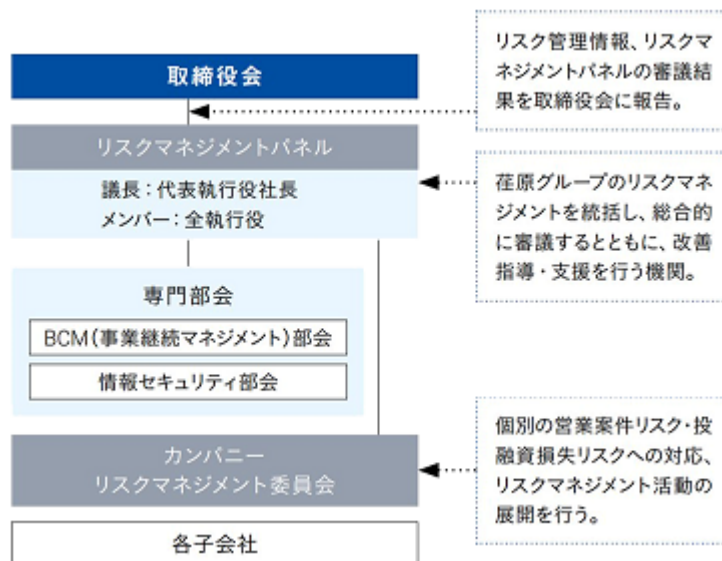 取締役会
リスク管理情報、リスクマ
ネジメントパネルの審議結
果を取締役会に報告。
リスクマネジメントパネル
議長：代表執行役社長
メンバー：全執行役
荏原グループのリスクマネ
ジメントを統括し、総合的
に審議するとともに、改善
指導・支援を行う機関。
専門部会
BCM（事業継続マネジメント）部会
情報セキュリティ部会
カンパニー
リスクマネジメント委員会
個別の営業案件リスク・投
融資損失リスクへの対応、
リスクマネジメント活動の
展開を行う。
各子会社